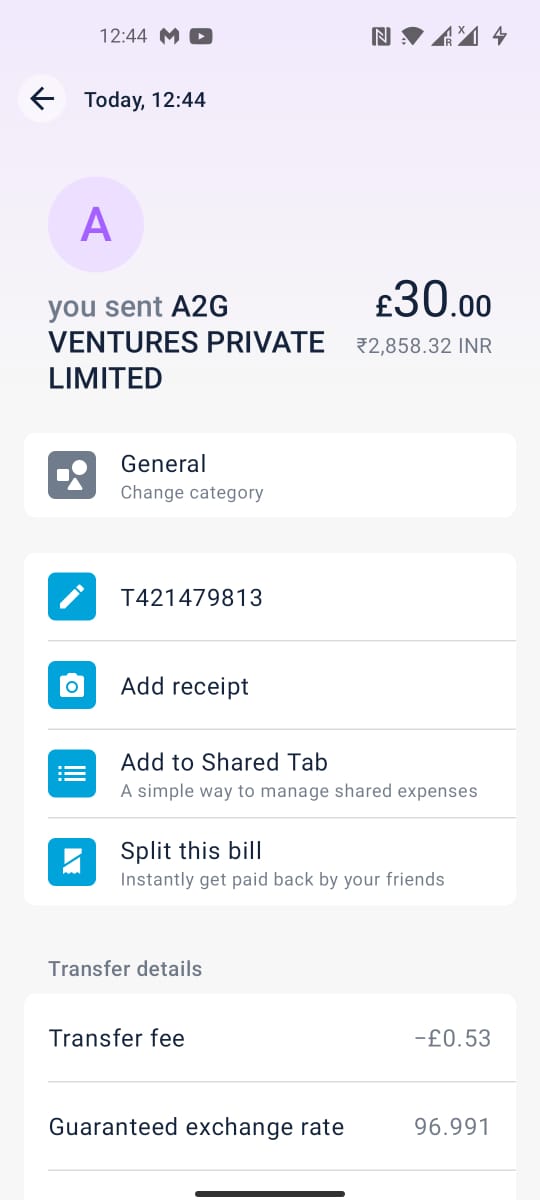 12:44
Today, 12:44
A
you sent A2G
VENTURES PRIVATE
LIMITED
£30.00
₹2,858.32 INR
General
Change category
T421479813
Add receipt
Add to Shared Tab
A simple way to manage shared expenses
Split this bill
Instantly get paid back by your friends
Transfer details
Transfer fee
−£0.53
Guaranteed exchange rate
96.991